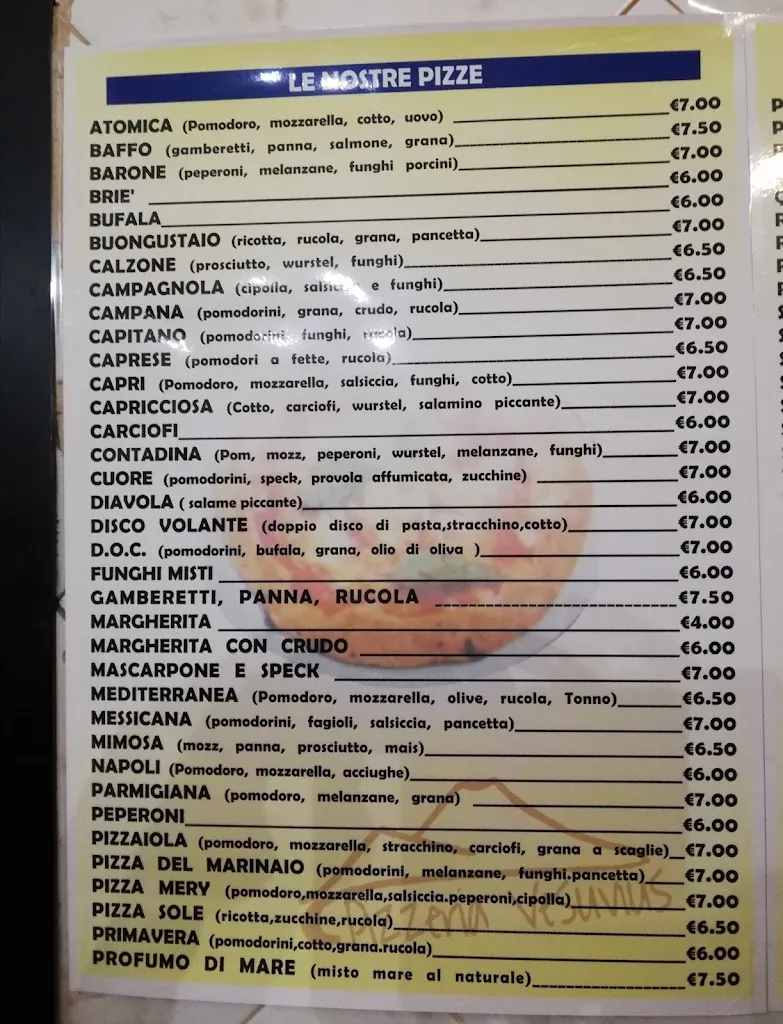 LE NOSTRE PIZZE
ATOMICA (Pomodoro, mozzarella, cotto, uovo) €7.00
BAFFO (gamberetti, panna, salmone, grana) €7.50
BARONE (peperoni, melanzane, funghi porcini) €7.00
BRIE' €6.00
BUFALA €6.00
BUONGUSTAIO (ricotta, rucola, grana, pancetta) €7.00
CALZONE (prosciutto, wurstel, funghi) €6.50
CAMPAGNOLA (cipolla, salsiccia e funghi) €6.50
CAMPANA (pomodorini, grana, crudo, rucola) €7.00
CAPITANO (pomodorini, funghi, rucola) €7.00
CAPRESE (pomodori a fette, rucola) €6.50
CAPRI (Pomodoro, mozzarella, salsiccia, funghi, cotto) €7.00
CAPRICCIOSA (Cotto, carciofi, wurstel, salamino piccante) €7.00
CARCIOFI €6.00
CONTADINA (Pom, mozz, peperoni, wurstel, melanzane, funghi) €7.00
CUORE (pomodorini, speck, provola affumicata, zucchine) €7.00
DIAVOLA ( salame piccante) €6.00
DISCO VOLANTE (doppio disco di pasta,stracchino,cotto) €7.00
D.O.C. (pomodorini, bufala, grana, olio di oliva ) €7.00
FUNGHI MISTI €6.00
GAMBERETTI, PANNA, RUCOLA €7.50
MARGHERITA €4.00
MARGHERITA CON CRUDO €6.00
MASCARPONE E SPECK €7.00
MEDITERRANEA (Pomodoro, mozzarella, olive, rucola, Tonno) €6.50
MESSICANA (pomodorini, fagioli, salsiccia, pancetta) €7.00
MIMOSA (mozz, panna, prosciutto, mais) €6.50
NAPOLI (Pomodoro, mozzarella, acciughe) €6.00
PARMIGIANA (pomodoro, melanzane, grana) €7.00
PEPERONI €6.00
PIZZAIOLA (pomodoro, mozzarella, stracchino, carciofi, grana a scaglie) €7.00
PIZZA DEL MARINAIO (pomodorini, melanzane, funghi.pancetta) €7.00
PIZZA MERY (pomodoro,mozzarella,salsiccia.peperoni,cipolla) €7.00
PIZZA SOLE (ricotta,zucchine,rucola) €6.50
Pizzeria Vesuvius
PRIMAVERA (pomodorini,cotto,grana.rucola) €6.00
PROFUMO DI MARE (misto mare al naturale) €7.50